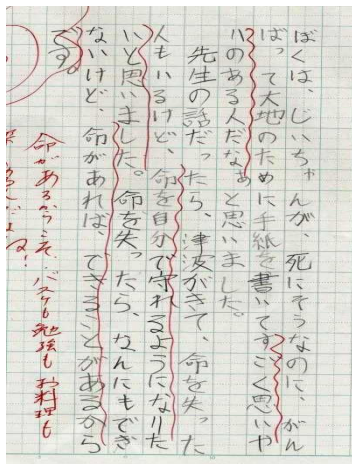 ぼくは、じいちゃんが、死にそうなのに、がん
ばって大地のために手紙を書いてすごく思いや
りのある人だなぁと思いました。
先生の話だったら、がきて、命を失った
人もいるけど、命を自分で守れるようになりた
いと思いました。命を失ったら、なんにもでき
ないけど、命があれば、できることがあるから
です。
命があるからこそ、バスケも勉強もお料理も
ね!